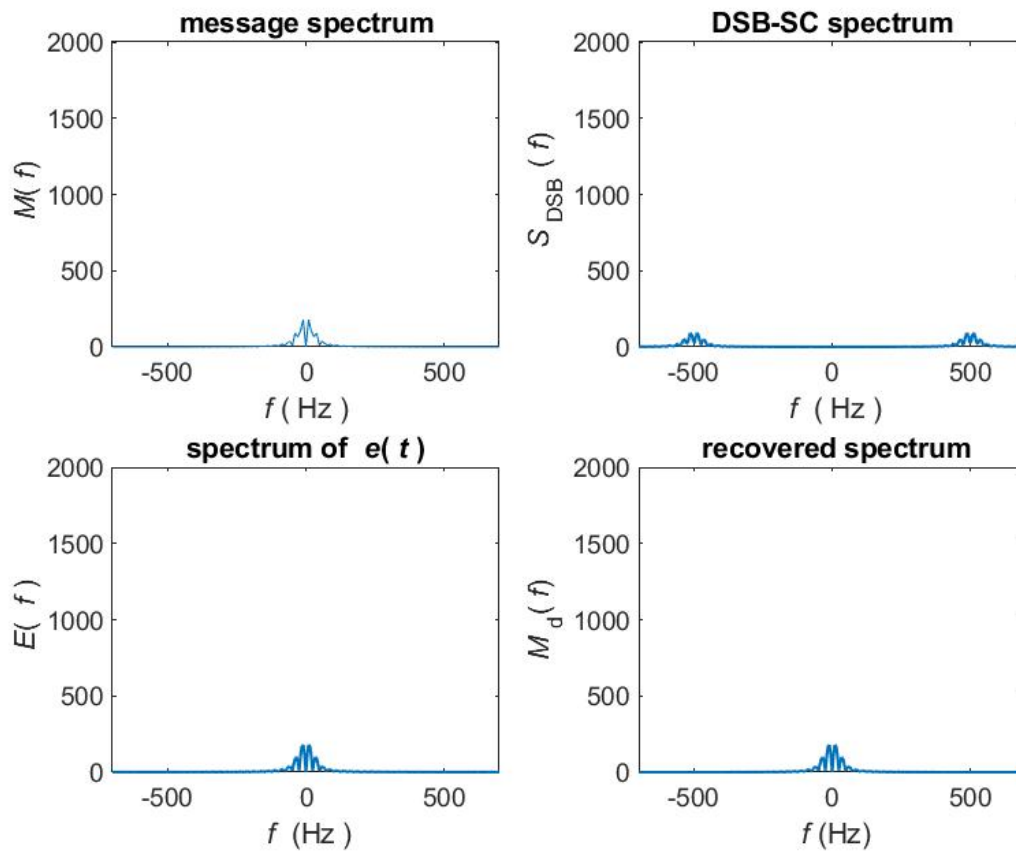 message spectrum
2000
1500
1000
500
0
M( f)
-500 0 500
f ( Hz )
DSB-SC spectrum
2000
1500
1000
500
0
S DSB ( f)
-500 0 500
f ( Hz )
spectrum of e( t )
2000
1500
1000
500
0
E( f )
-500 0 500
f (Hz )
recovered spectrum
2000
1500
1000
500
0
M d ( f)
-500 0 500
f (Hz)